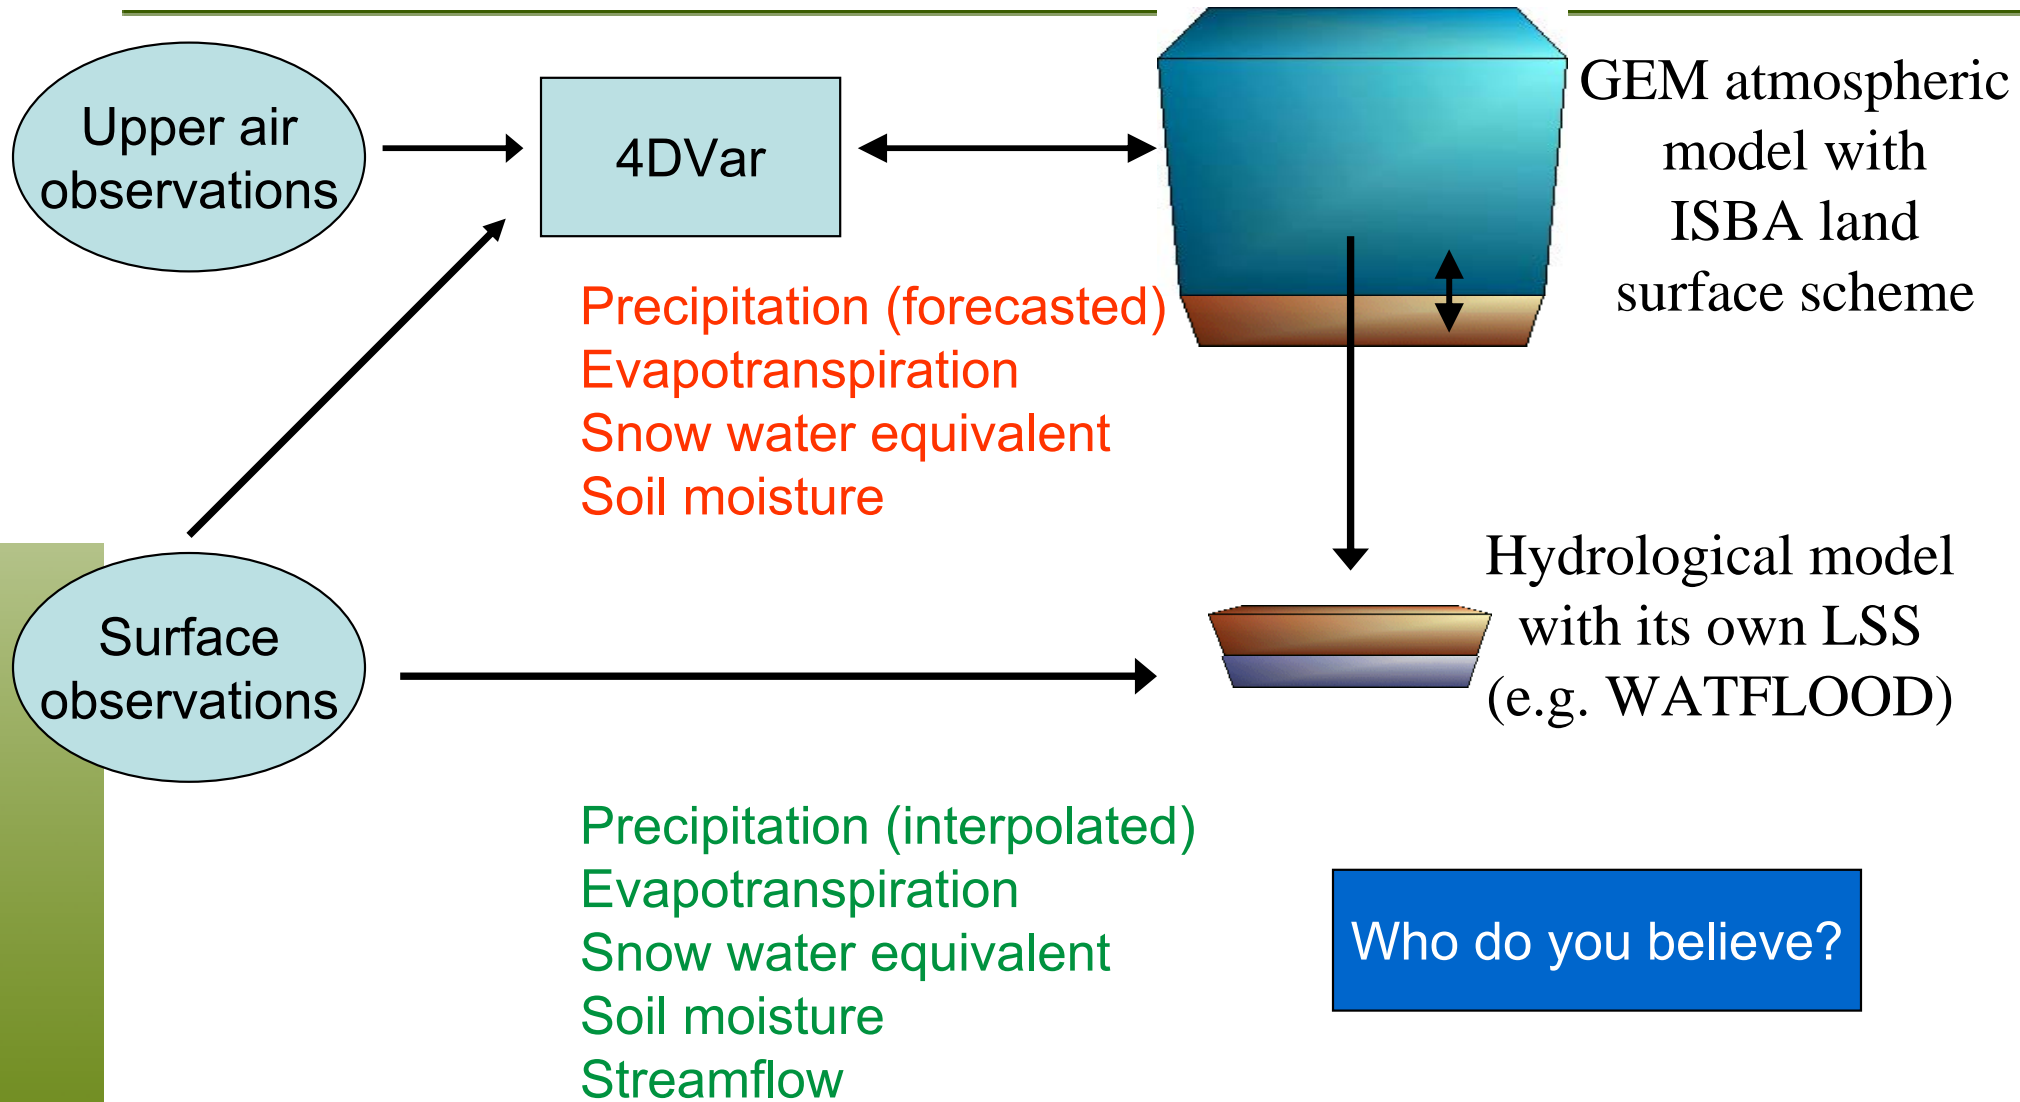 Upper air
observations
4DVar
GEM atmospheric
model with
ISBA land
surface scheme
Precipitation (forecasted)
Evapotranspiration
Snow water equivalent
Soil moisture
Surface
observations
Hydrological model
with its own LSS
(e.g. WATFLOOD)
Precipitation (interpolated)
Evapotranspiration
Snow water equivalent
Soil moisture
Streamflow
Who do you believe?